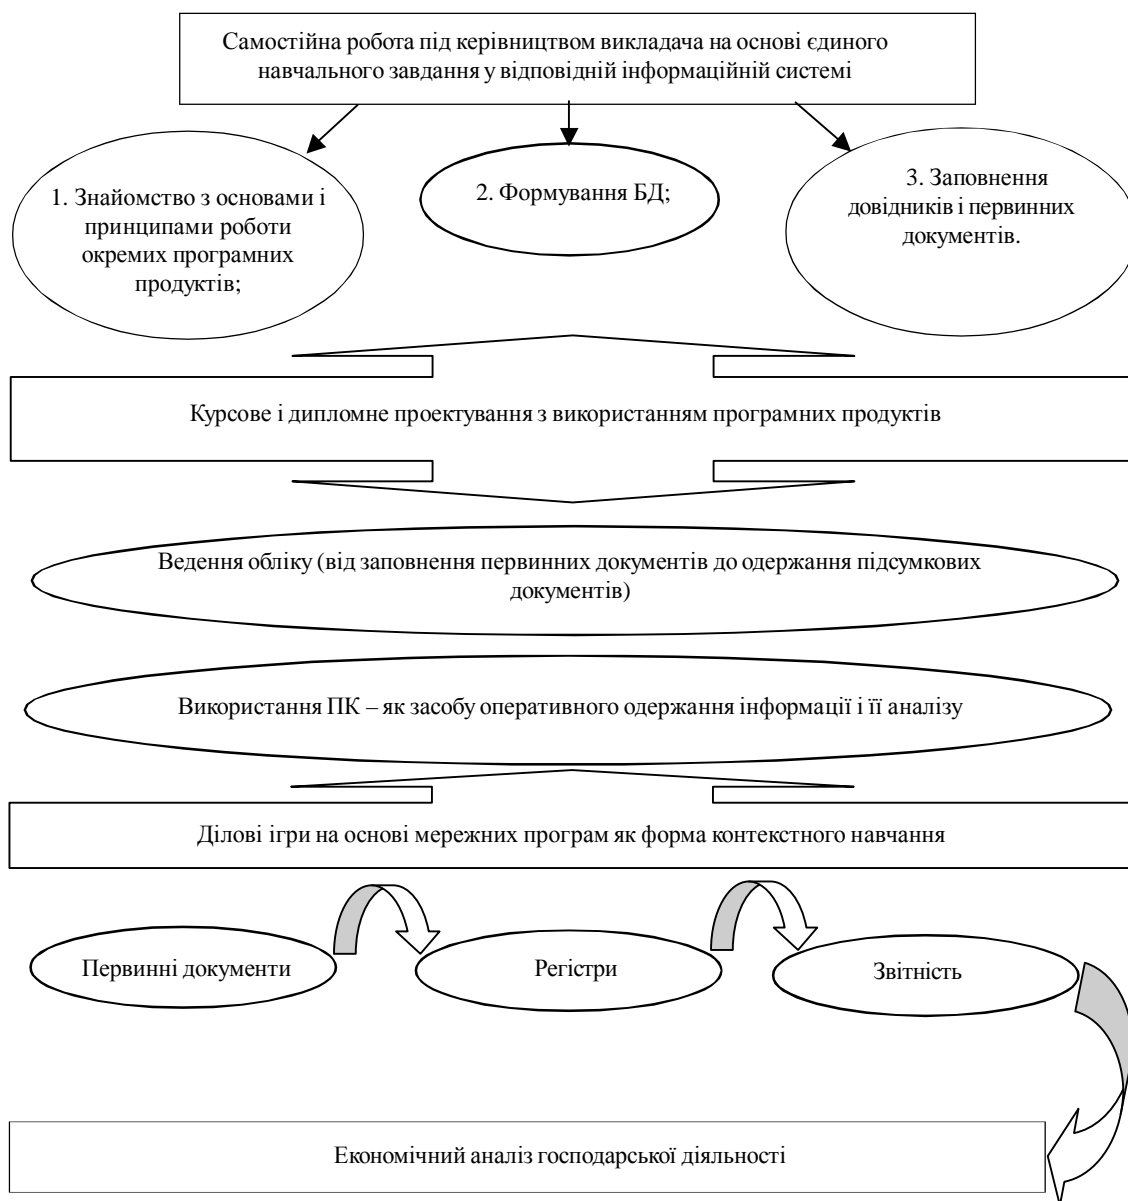 Самостійна робота під керівництвом викладача на основі єдиного
навчального завдання у відповідній інформаційній системі
1. Знайомство з основами і
принципами роботи
окремих програмних
продуктів;
2. Формування БД;
3. Заповнення
довідників і первинних
документів.
Курсове і дипломне проектування з використанням програмних продуктів
Ведення обліку (від заповнення первинних документів до одержання підсумкових
документів)
Використання ПК – як засобу оперативного одержання інформації і її аналізу
Ділові ігри на основі мережних програм як форма контекстного навчання
Первинні документи
Регістри
Звітність
Економічний аналіз господарської діяльності